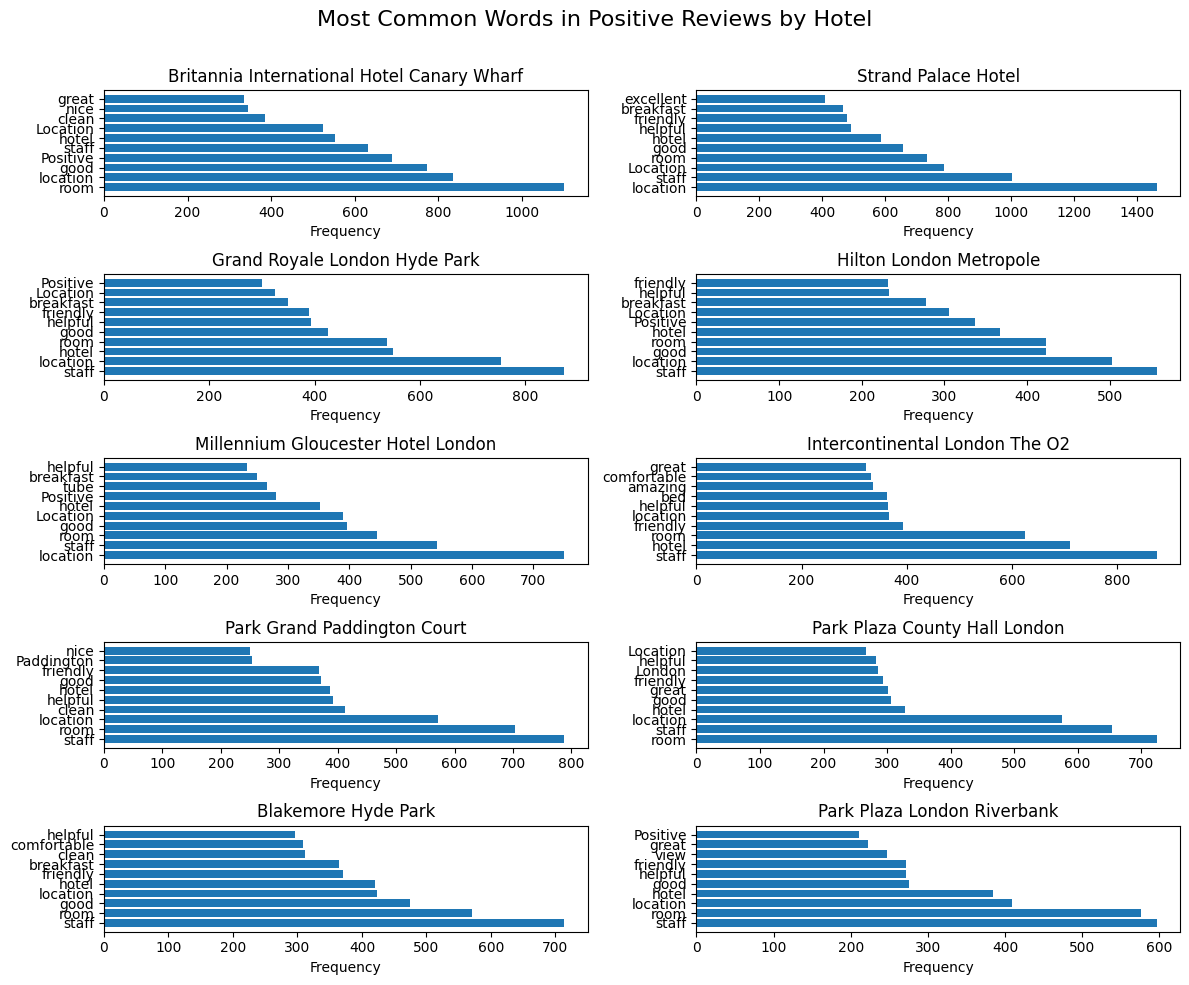 Most Common Words in Positive Reviews by Hotel
Britannia International Hotel Canary Wharf
great
nice
clean
Location
hotel
staff
Positive
good
location
room
0 200 400 600 800 1000
Frequency
Strand Palace Hotel
excellent
breakfast
friendly
helpful
hotel
good
room
Location
staff
location
0 200 400 600 800 1000 1200 1400
Frequency
Grand Royale London Hyde Park
Positive
Location
breakfast
friendly
helpful
good
room
hotel
location
staff
0 200 400 600 800
Frequency
Hilton London Metropole
friendly
helpful
breakfast
Location
Positive
hotel
room
good
location
staff
0 100 200 300 400 500
Frequency
Millennium Gloucester Hotel London
helpful
breakfast
tube
Positive
hotel
Location
good
room
staff
location
0 100 200 300 400 500 600 700
Frequency
Intercontinental London The O2
great
comfortable
amazing
bed
helpful
location
friendly
room
hotel
staff
0 200 400 600 800
Frequency
Park Grand Paddington Court
nice
Paddington
friendly
good
hotel
helpful
clean
location
room
staff
0 100 200 300 400 500 600 700 800
Frequency
Park Plaza County Hall London
Location
helpful
London
friendly
great
good
hotel
location
staff
room
0 100 200 300 400 500 600 700
Frequency
Blakemore Hyde Park
helpful
comfortable
clean
breakfast
friendly
hotel
location
good
room
staff
0 100 200 300 400 500 600 700
Frequency
Park Plaza London Riverbank
Positive
great
view
friendly
helpful
good
hotel
location
room
staff
0 100 200 300 400 500 600
Frequency